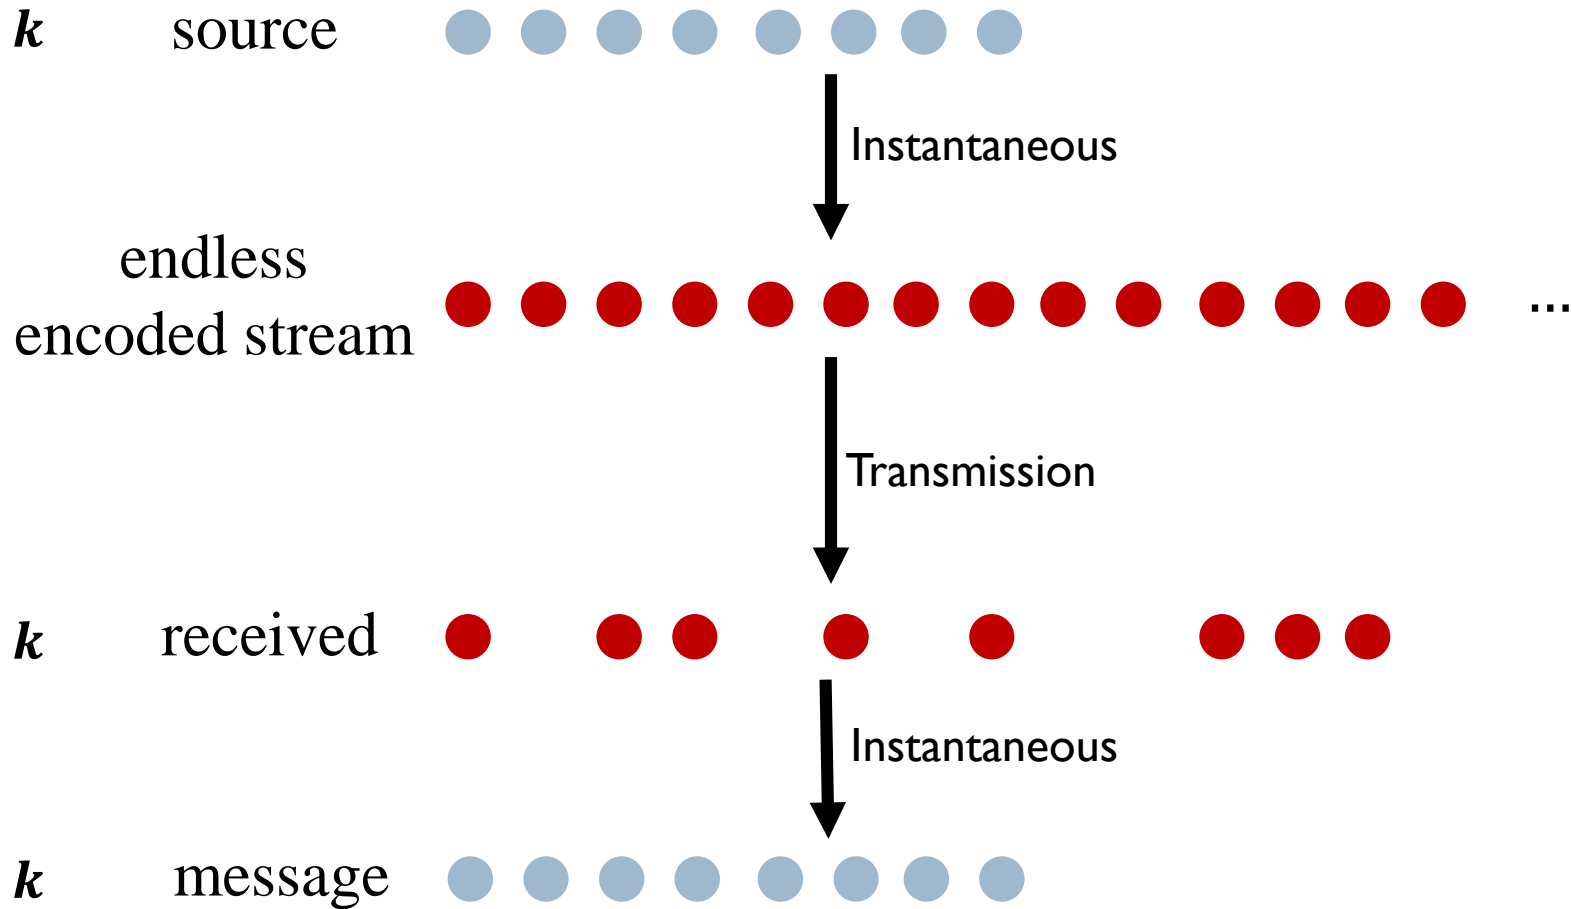 k source
Instantaneous
endless
encoded stream ...
Transmission
k received
Instantaneous
k message